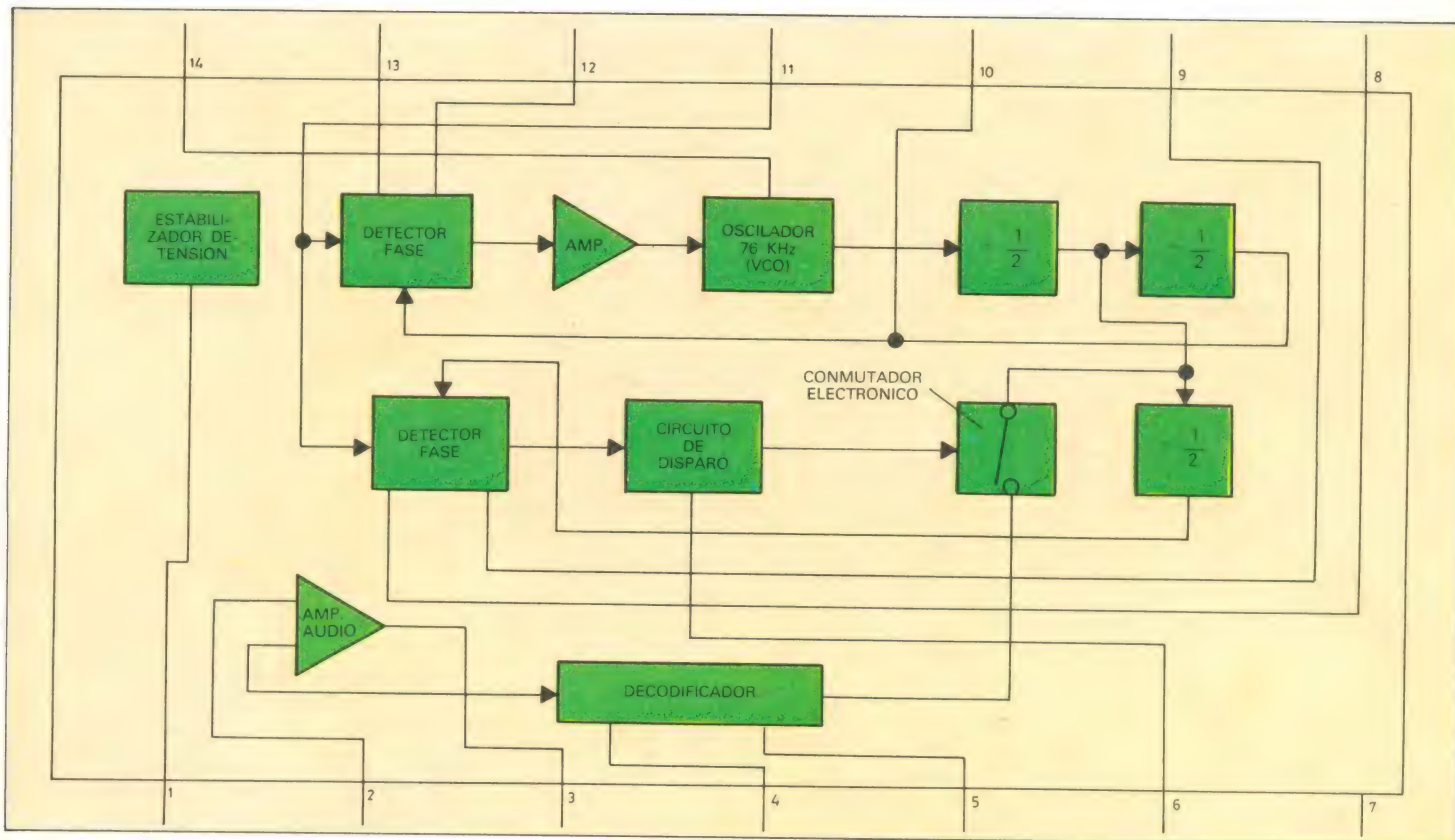 14
13
12
11
10
9
8
ESTABILI-
ZADOR DE-
TENSION
DETECTOR
FASE
AMP.
OSCILADOR
76 KHz
(VCO)
1
2
1
2
CONMUTADOR
ELECTRONICO
DETECTOR
FASE
CIRCUITO
DE
DISPARO
1
2
AMP.
AUDIO
DECODIFICADOR
1
2
3
4
5
6
7